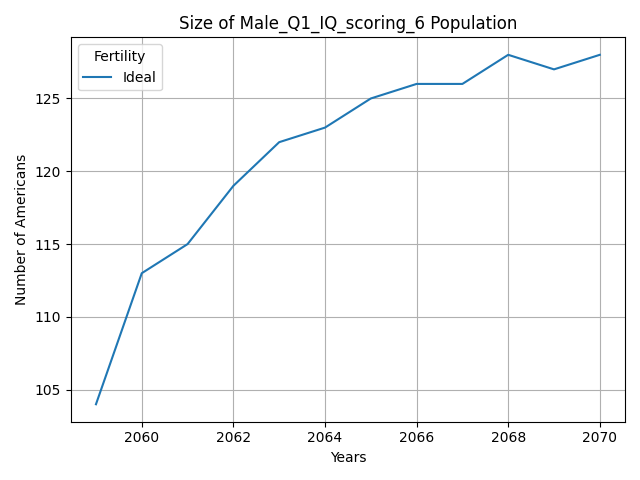 Size of Male_Q1_IQ_scoring_6 Population
Fertility
Ideal
125
120
115
110
105
Number of Americans
2060 2062 2064 2066 2068 2070
Years